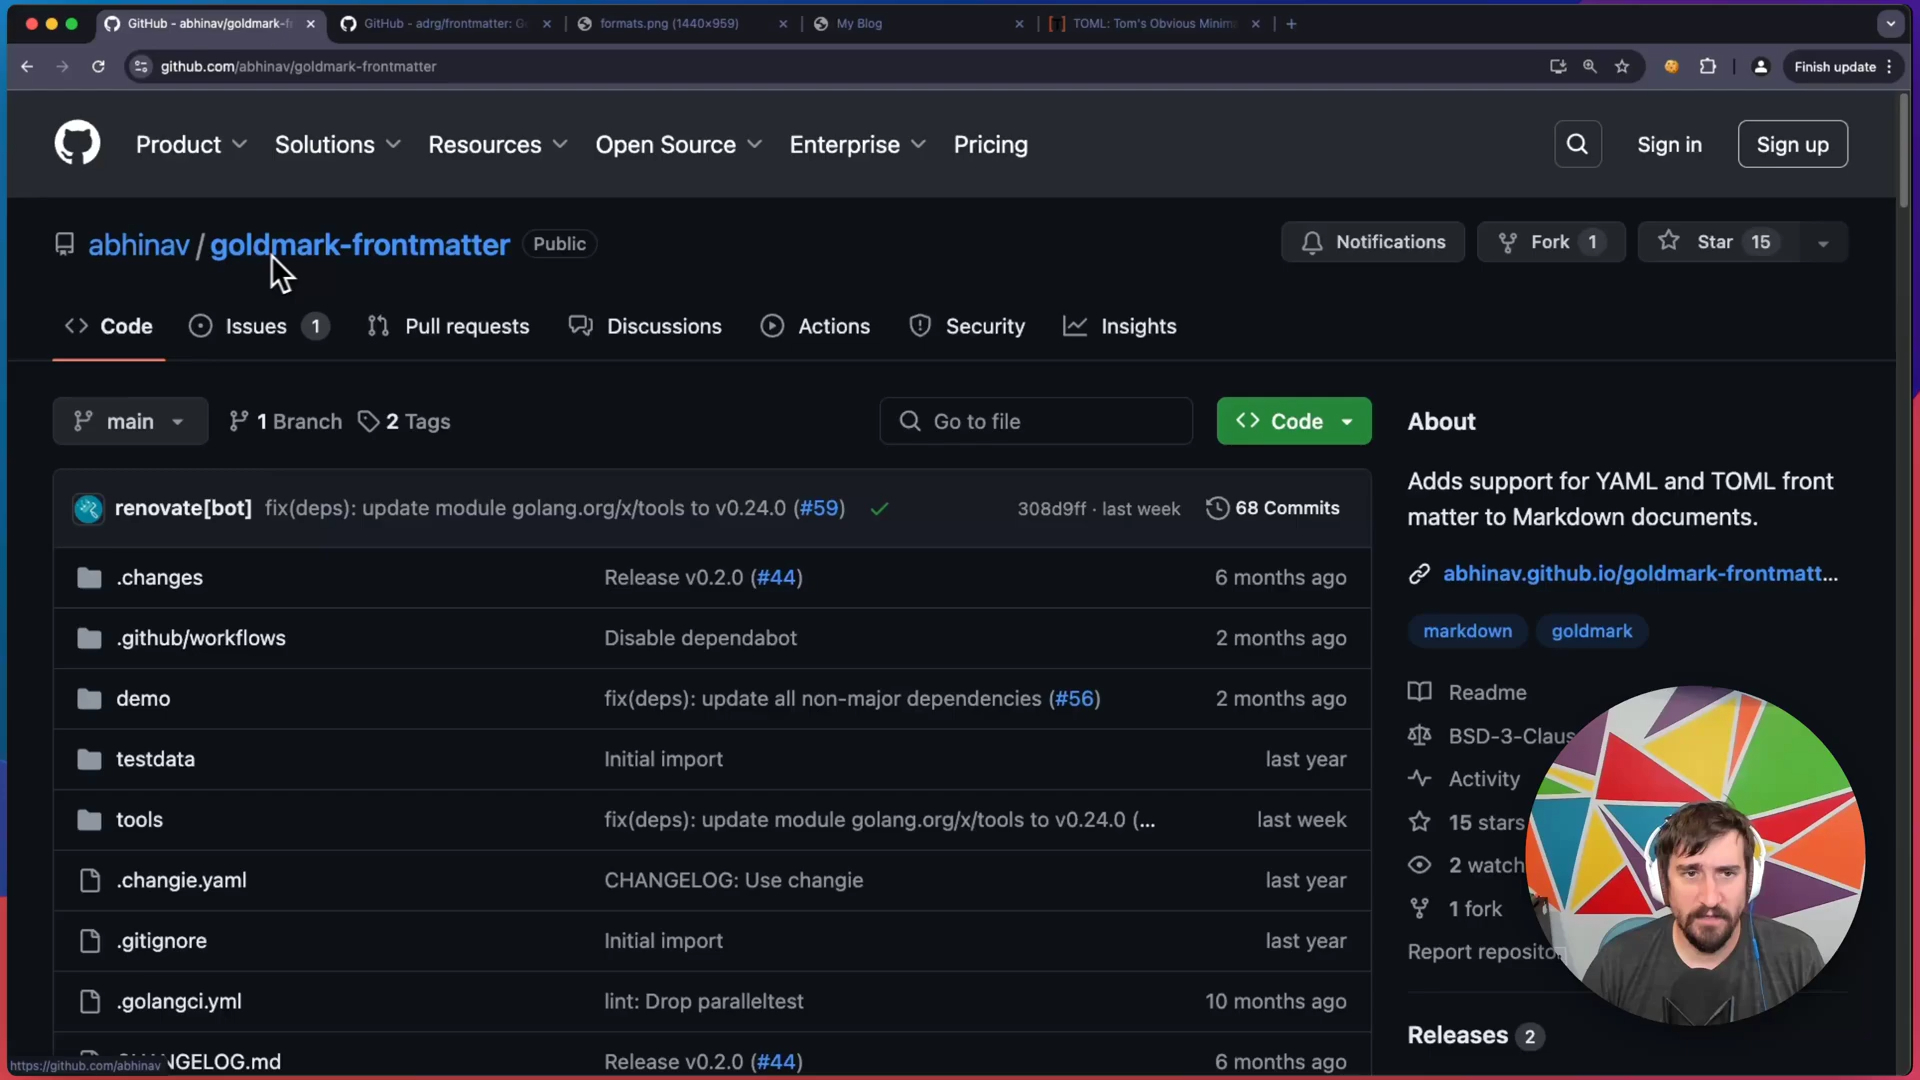 GitHub - abhinav/goldmark-f
GitHub - adrg/frontmatter: G
formats.png (1440×959)
My Blog
TOML: Tom's Obvious Minim
github.com/abhinav/goldmark-frontmatter
Finish update
Product
Solutions
Resources
Open Source
Enterprise
Pricing
Sign in
Sign up
abhinav / goldmark-frontmatter
Public
Notifications
Fork 1
Star 15
Code
Issues 1
Pull requests
Discussions
Actions
Security
Insights
main
1 Branch
2 Tags
Go to file
Code
About
renovate[bot] fix(deps): update module golang.org/x/tools to v0.24.0 (#59) 308d9ff · last week 68 Commits
Adds support for YAML and TOML front
matter to Markdown documents.
.changes Release v0.2.0 (#44) 6 months ago
abhinav.github.io/goldmark-frontmatt...
.github/workflows Disable dependabot 2 months ago
markdown
goldmark
demo fix(deps): update all non-major dependencies (#56) 2 months ago
Readme
BSD-3-Claus
testdata Initial import last year
Activity
tools fix(deps): update module golang.org/x/tools to v0.24.0 (... last week
15 stars
2 watch
.changie.yaml CHANGELOG: Use changie last year
1 fork
.gitignore Initial import last year
Report reposito
.golangci.yml lint: Drop paralleltest 10 months ago
Releases 2
NGELOG.md Release v0.2.0 (#44) 6 months ago
https://github.com/abhinav